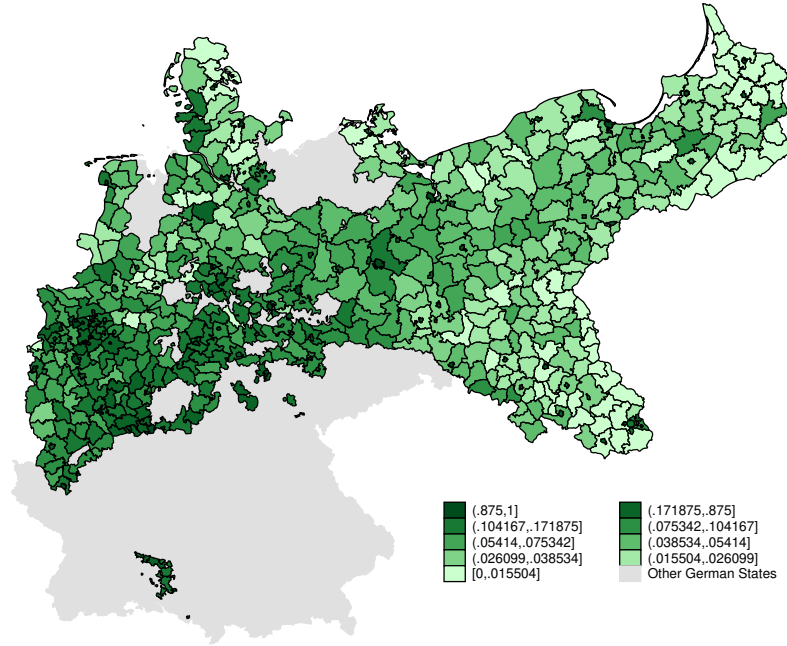 (.875,1] (.171875,.875]
(.104167,.171875] (.075342,.104167]
(.05414,.075342] (.038534,.05414]
(.026099,.038534] (.015504,.026099]
[0,.015504] Other German States